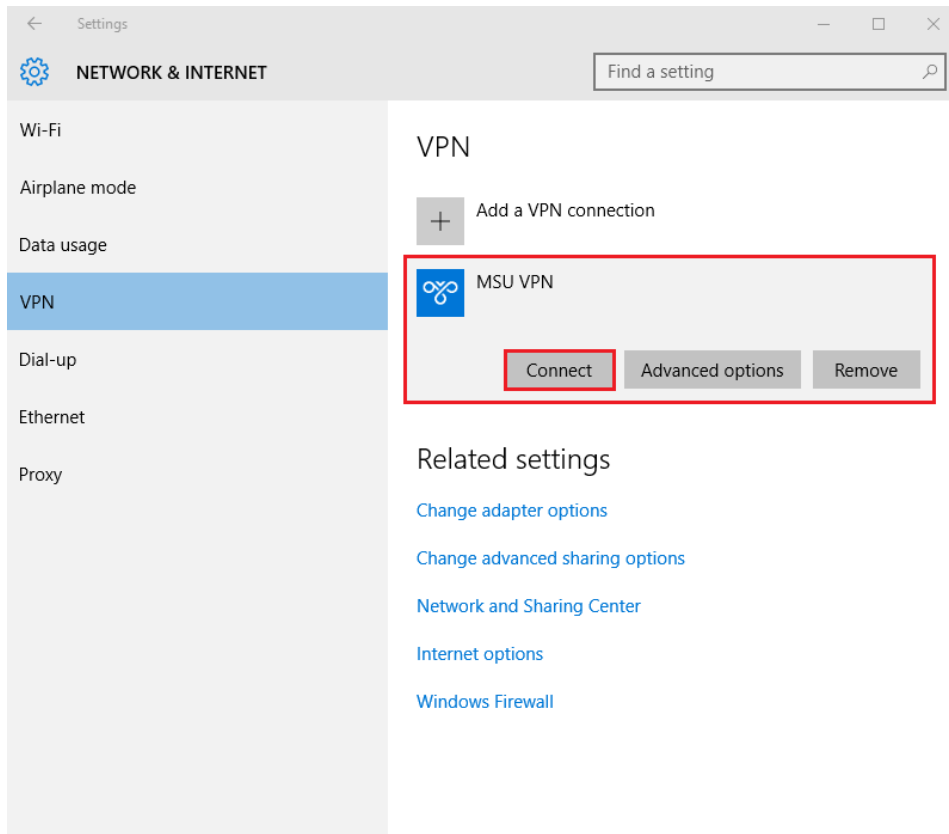 Settings
NETWORK & INTERNET
Find a setting
Wi-Fi
Airplane mode
Data usage
VPN
Dial-up
Ethernet
Proxy
VPN
Add a VPN connection
MSU VPN
Connect Advanced options Remove
Related settings
Change adapter options
Change advanced sharing options
Network and Sharing Center
Internet options
Windows Firewall